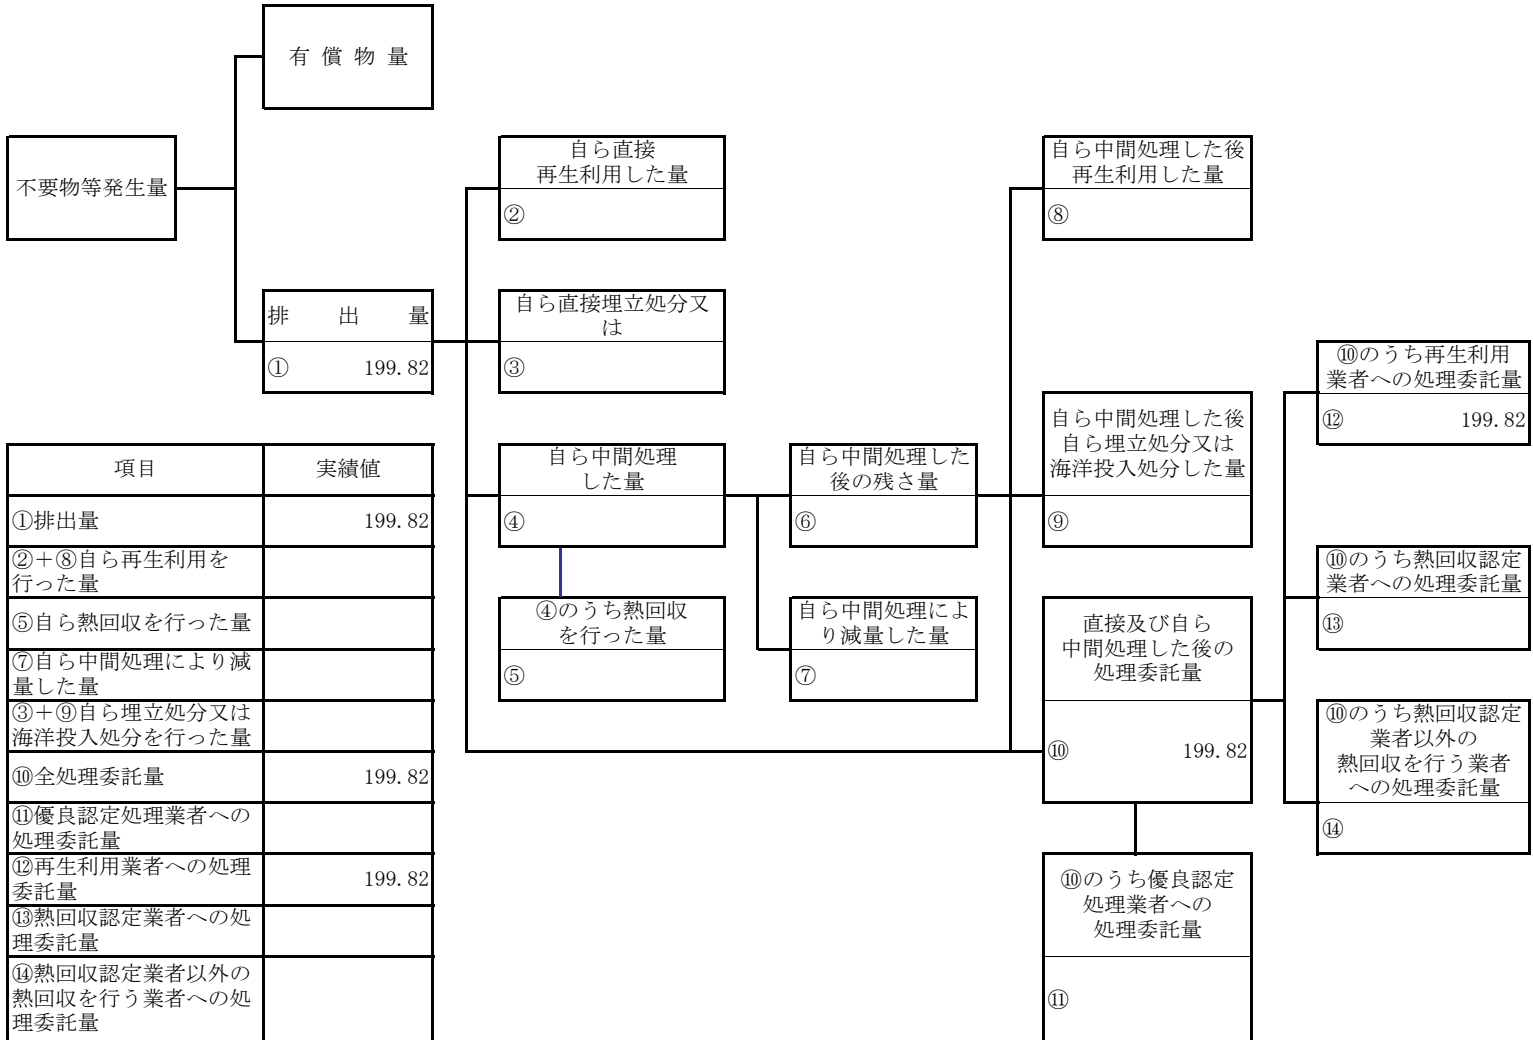 有償物量
不要物等発生量
自ら直接
再生利用した量
②
自ら中間処理した後
再生利用した量
⑧
排出量
① 199.82
自ら直接埋立処分又
は
③
⑩のうち再生利用
業者への処理委託量
⑫ 199.82
自ら中間処理
した量
④
自ら中間処理した
後の残さ量
⑥
自ら中間処理した後
自ら埋立処分又は
海洋投入処分した量
⑨
⑩のうち熱回収認定
業者への処理委託量
⑬
④のうち熱回収
を行った量
⑤
自ら中間処理によ
り減量した量
⑦
直接及び自ら
中間処理した後の
処理委託量
⑩ 199.82
⑩のうち熱回収認定
業者以外の
熱回収を行う業者
への処理委託量
⑭
⑩のうち優良認定
処理業者への
処理委託量
⑪
項目 実績値
①排出量 199.82
②+⑧自ら再生利用を
行った量
⑤自ら熱回収を行った量
⑦自ら中間処理により減
量した量
③+⑨自ら埋立処分又は
海洋投入処分を行った量
⑩全処理委託量 199.82
⑪優良認定処理業者への
処理委託量
⑫再生利用業者への処理
委託量 199.82
⑬熱回収認定業者への処
理委託量
⑭熱回収認定業者以外の
熱回収を行う業者への処
理委託量